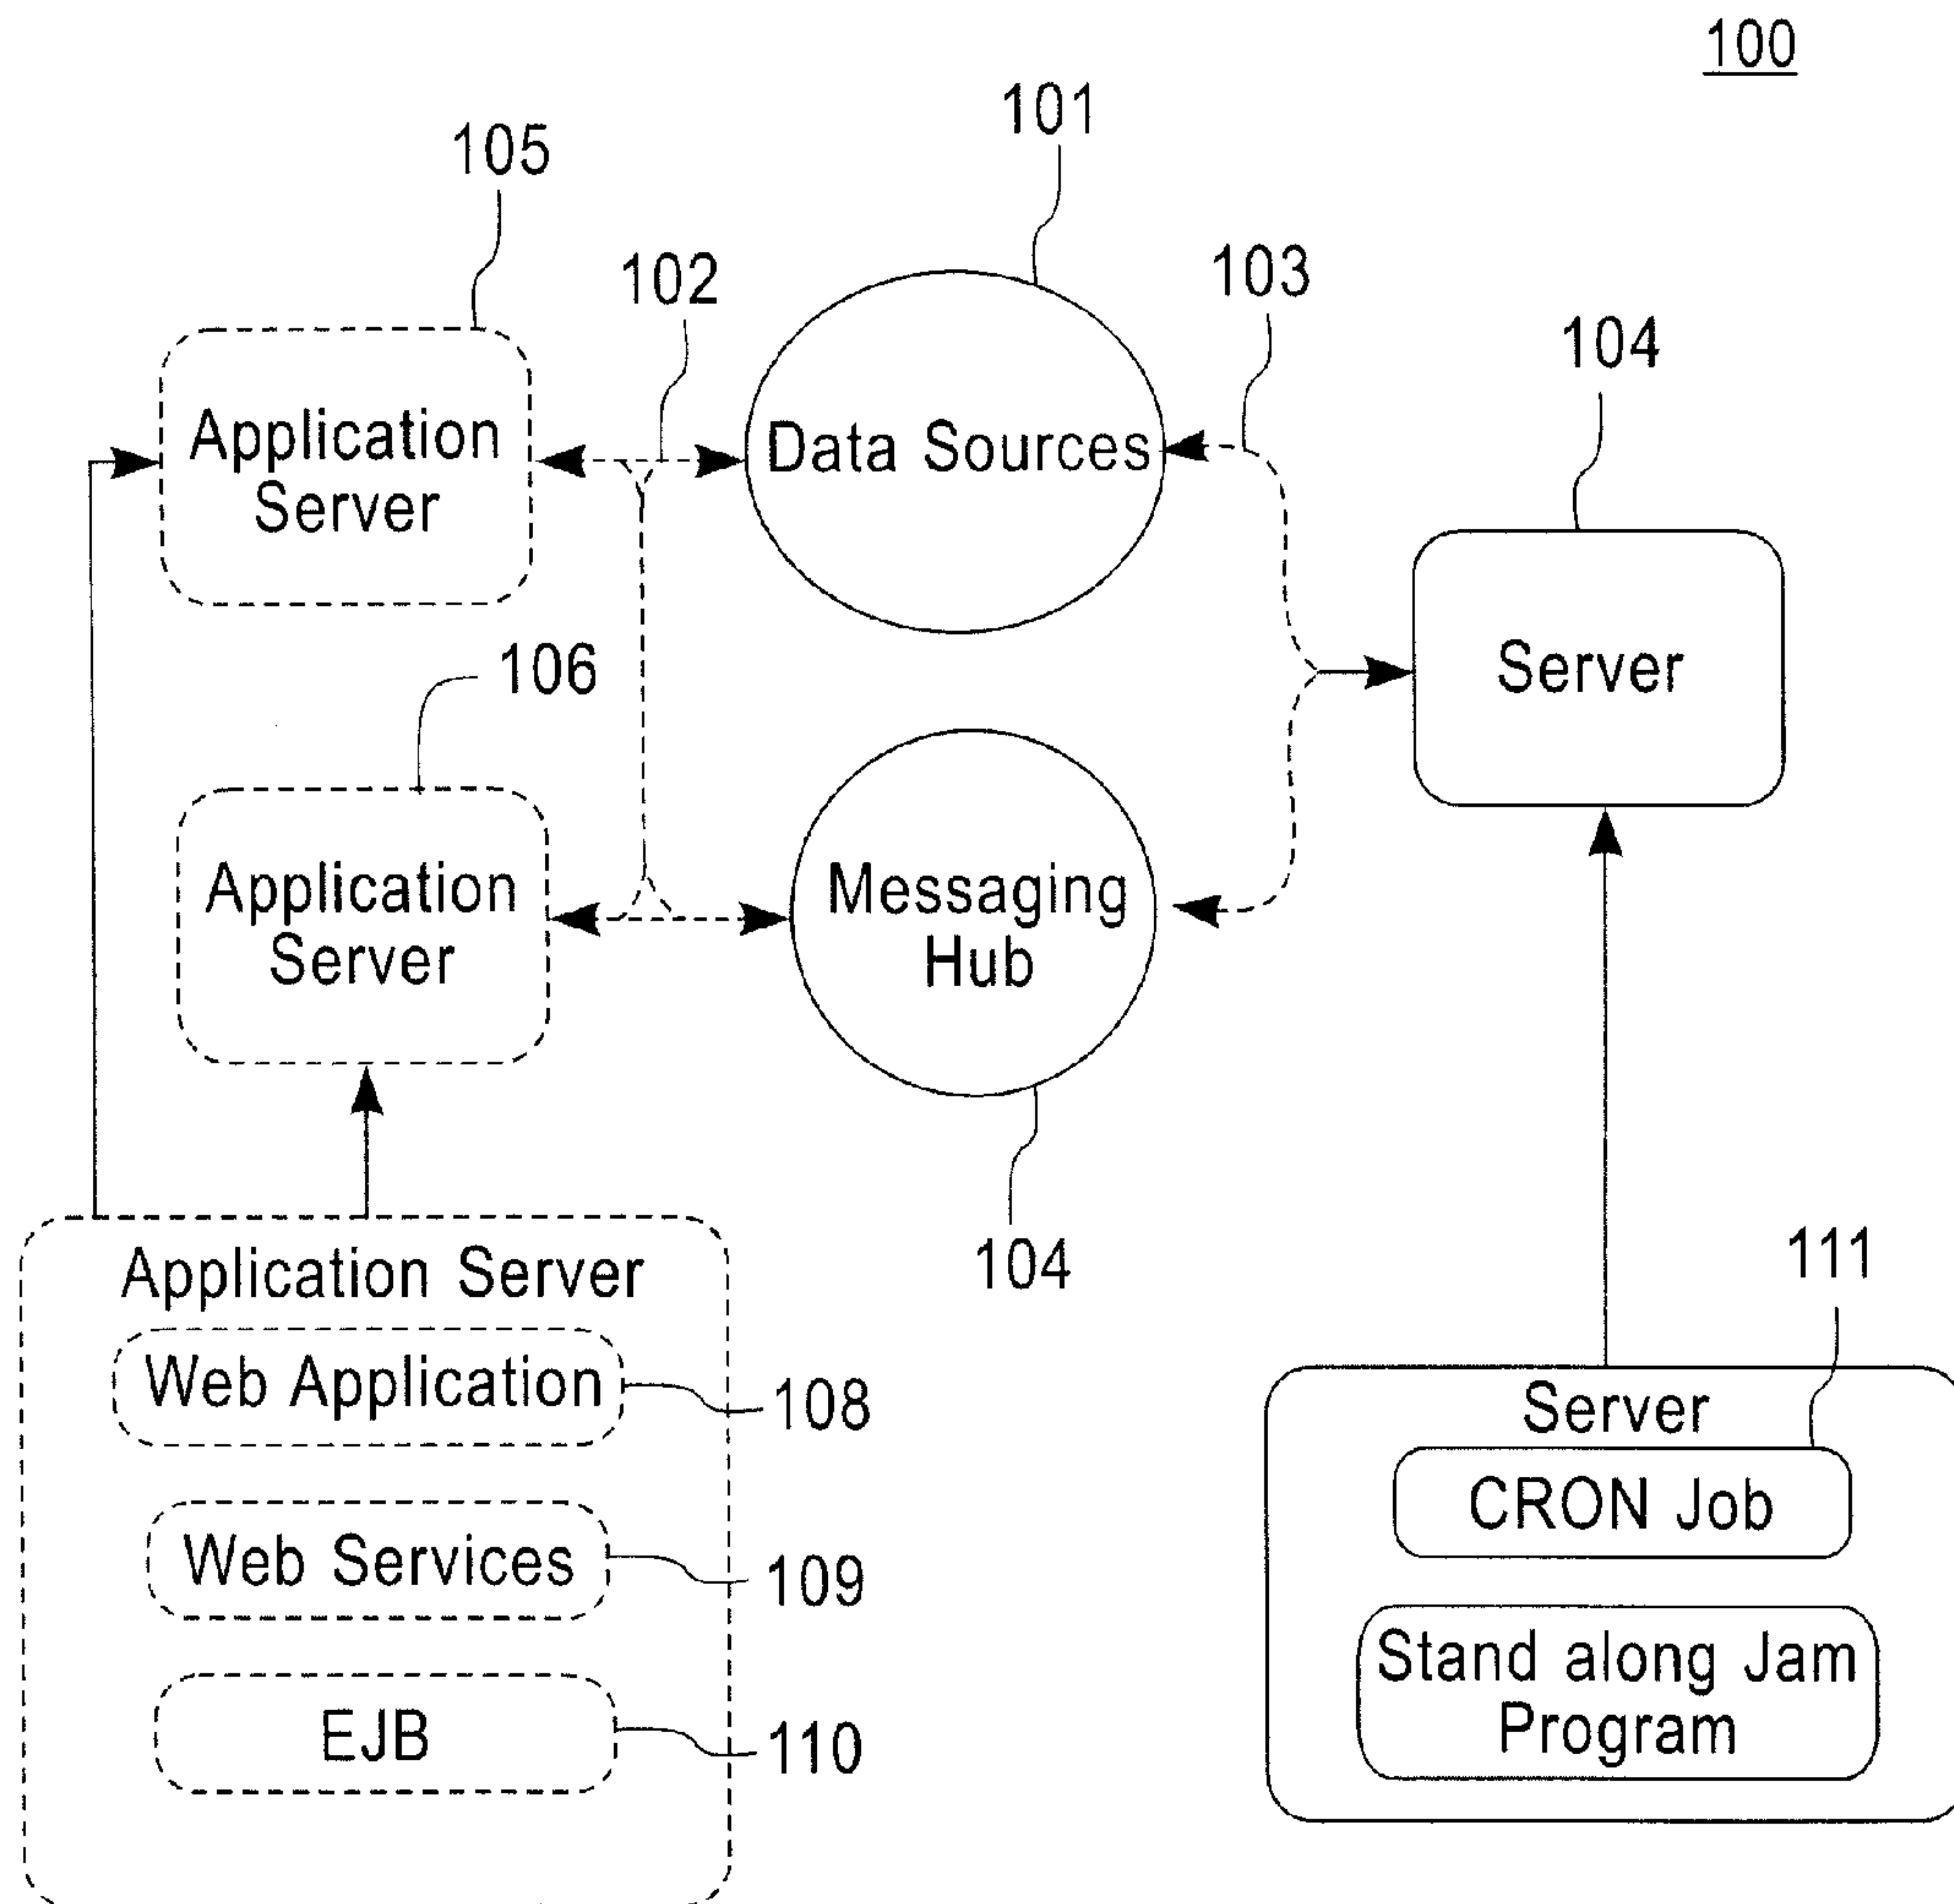 100
101
105
102
103
104
Application
Server
Data Sources
106
Server
Application
Server
Messaging
Hub
104
Application Server
Web Application
108
Web Services
109
EJB
110
111
Server
CRON Job
Stand along Jam
Program